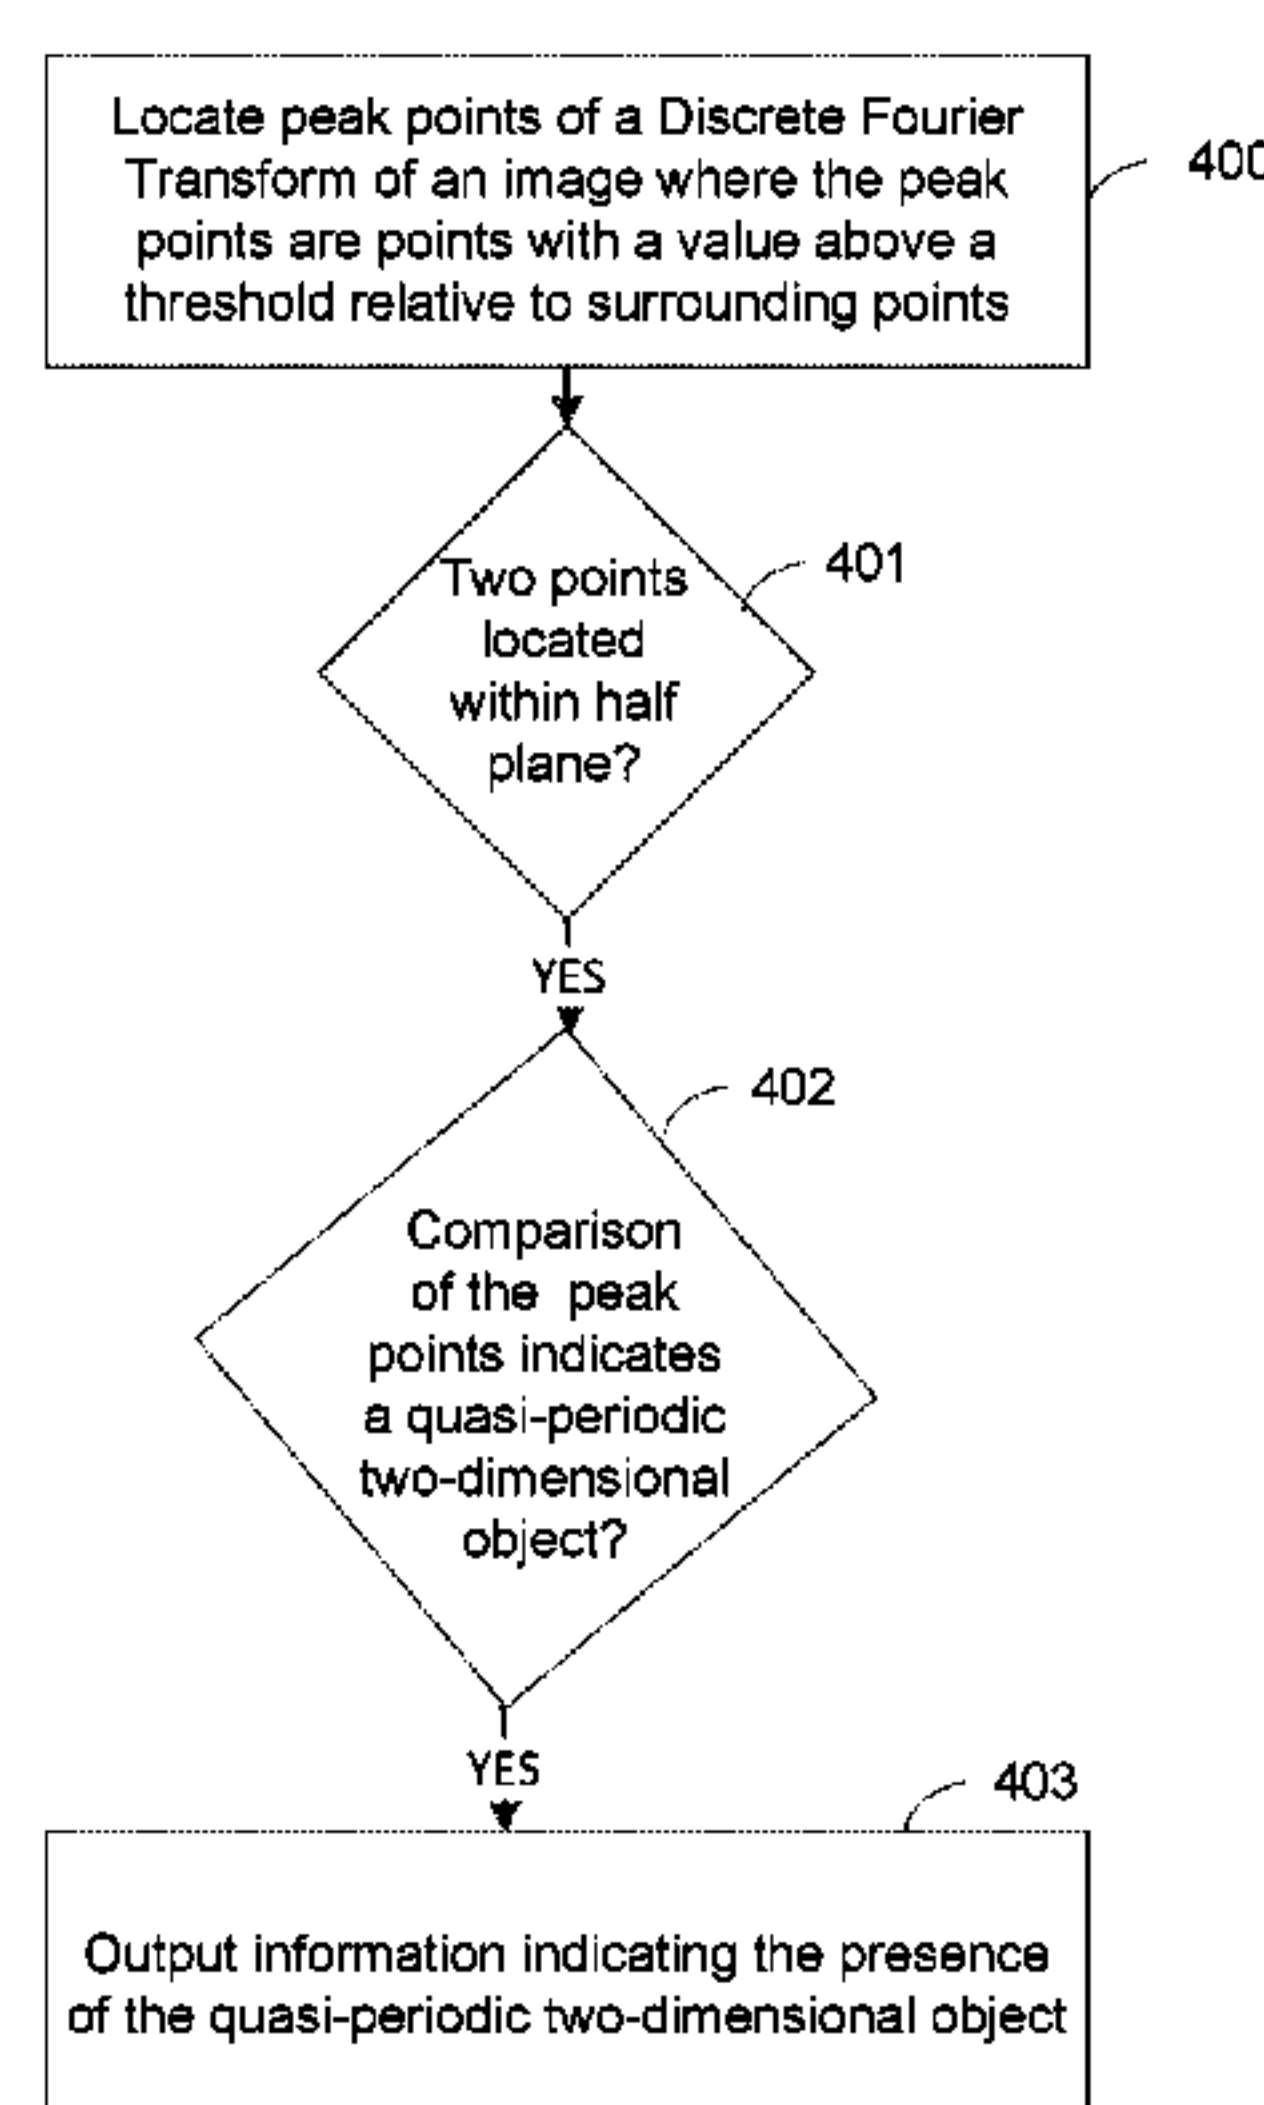 Locate peak points of a Discrete Fourier
Transform of an image where the peak
points are points with a value above a
threshold relative to surrounding points
400
Two points
located
within half
plane?
401
YES
402
Comparison
of the peak
points indicates
a quasi-periodic
two-dimensional
object?
YES
403
Output information indicating the presence
of the quasi-periodic two-dimensional object